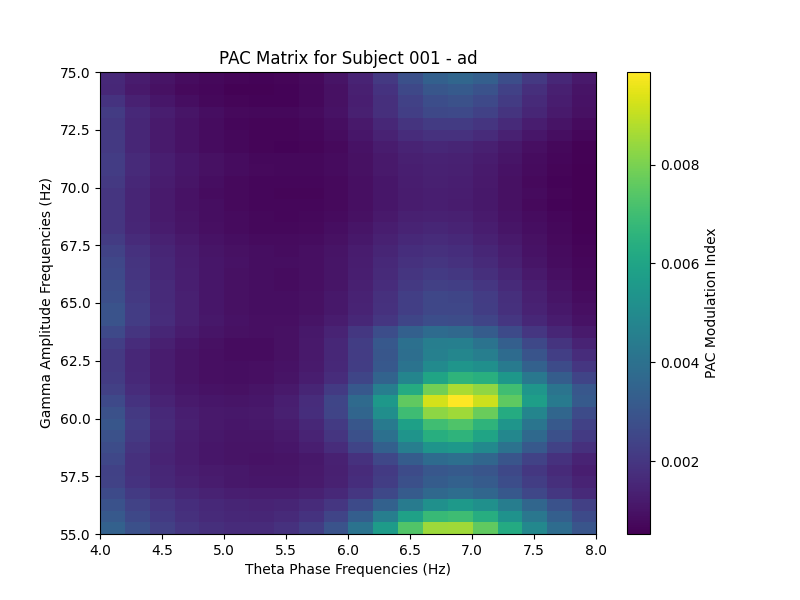 PAC Matrix for Subject 001 - ad
75.0
72.5
70.0
67.5
65.0
62.5
60.0
57.5
55.0
Gamma Amplitude Frequencies (Hz)
4.0 4.5 5.0 5.5 6.0 6.5 7.0 7.5 8.0
Theta Phase Frequencies (Hz)
0.008
0.006
0.004
0.002
PAC Modulation Index